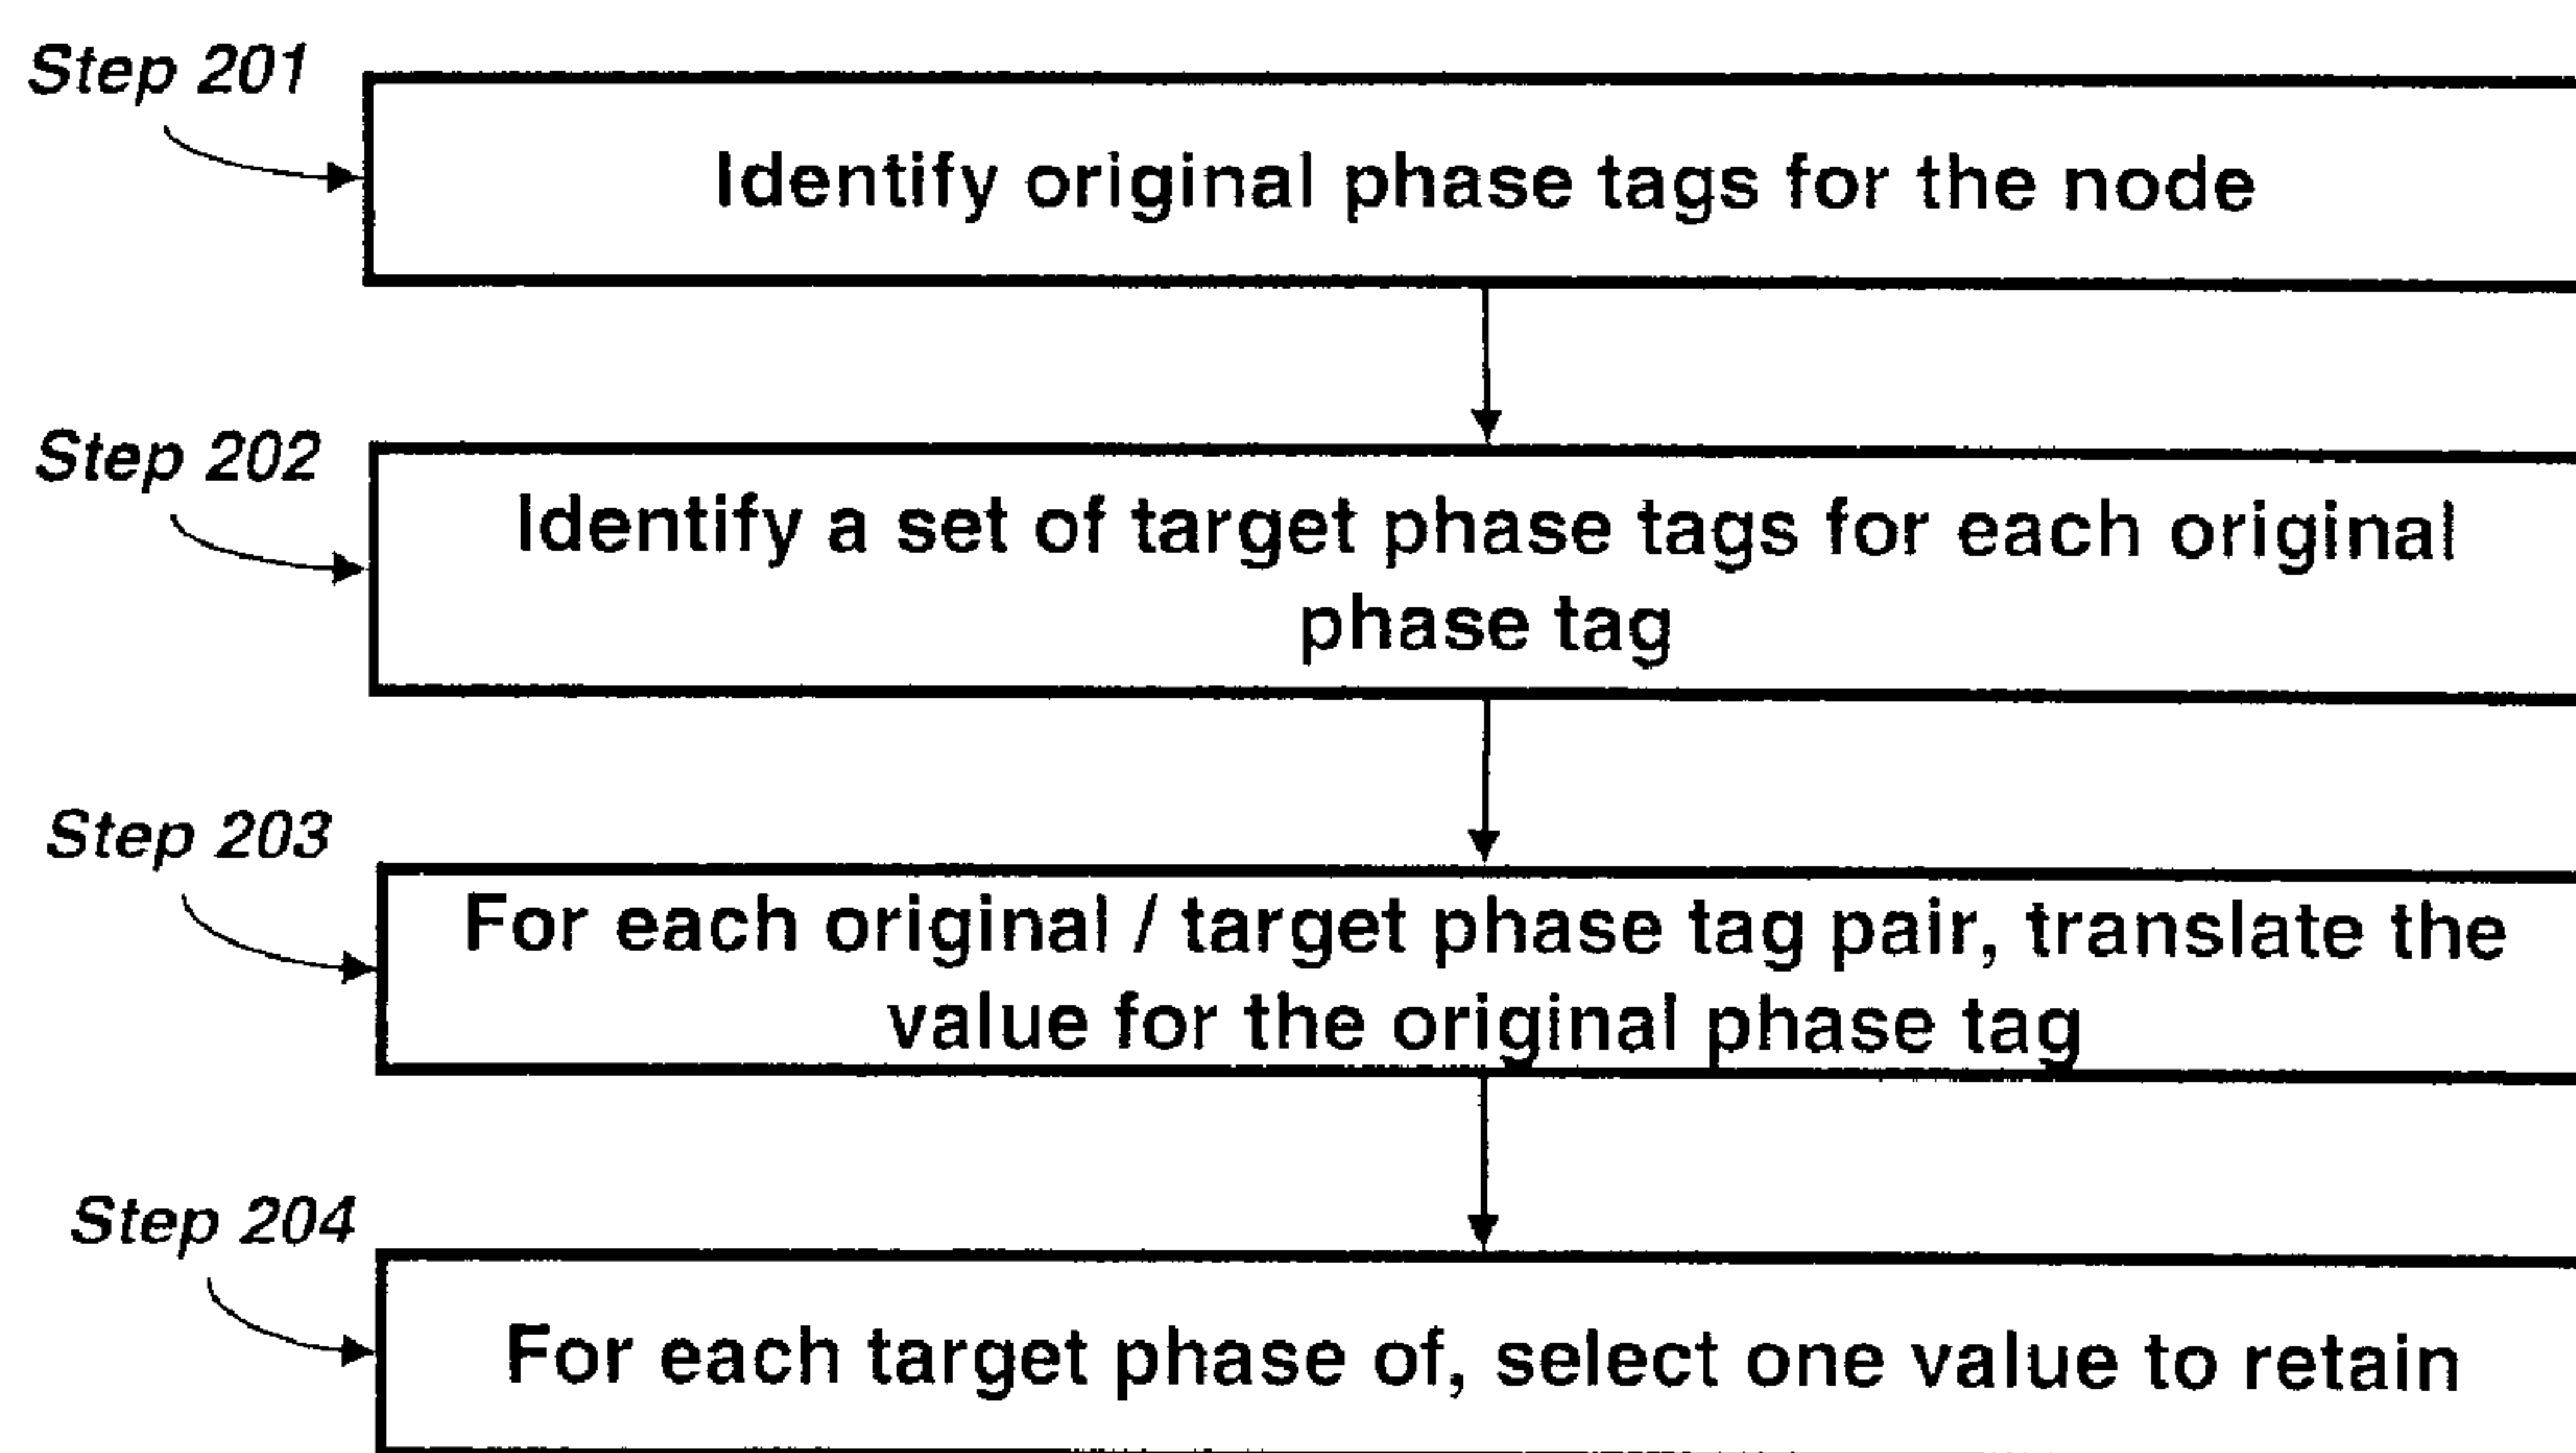 Step 201
Identify original phase tags for the node
Step 202
Identify a set of target phase tags for each original
phase tag
Step 203
For each original / target phase tag pair, translate the
value for the original phase tag
Step 204
For each target phase of, select one value to retain